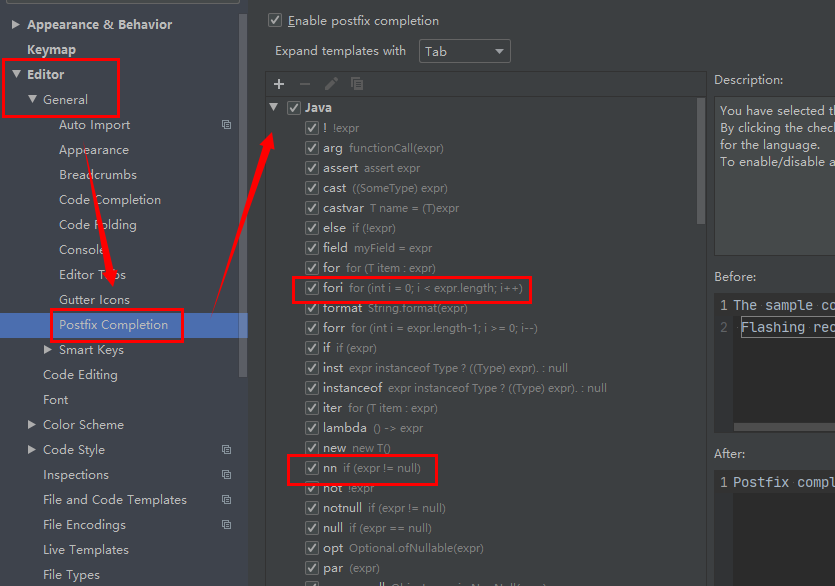 Appearance & Behavior
Keymap
Editor
General
Auto Import
Appearance
Breadcrumbs
Code Completion
Code Folding
Console
Editor Tabs
Gutter Icons
Postfix Completion
Smart Keys
Code Editing
Font
Color Scheme
Code Style
Inspections
File and Code Templates
File Encodings
Live Templates
File Types
Enable postfix completion
Expand templates with Tab
Java
! !expr
arg functionCall(expr)
assert assert expr
cast ((SomeType) expr)
castvar T name = (T)expr
else if (!expr)
field myField = expr
for for (T item : expr)
fori for (int i = 0; i < expr.length; i++)
format String.format(expr)
forr for (int i = expr.length-1; i >= 0; i--)
if if (expr)
inst expr instanceof Type ? ((Type) expr). : null
instanceof expr instanceof Type ? ((Type) expr). : null
iter for (T item : expr)
lambda () -> expr
new new T()
nn if (expr != null)
not !expr
notnull if (expr != null)
null if (expr == null)
opt Optional.ofNullable(expr)
par (expr)
Description:
You have selected th
By clicking the chec
for the language.
To enable/disable a
Before:
1 The sample co
2 Flashing rec
After:
1 Postfix compl